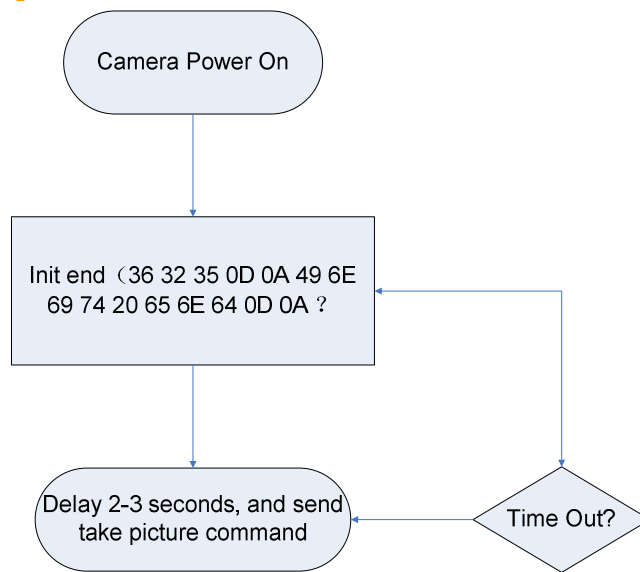 Camera Power On
Init end（36 32 35 0D 0A 49 6E
69 74 20 65 6E 64 0D 0A ?
Delay 2-3 seconds, and send
take picture command
Time Out?